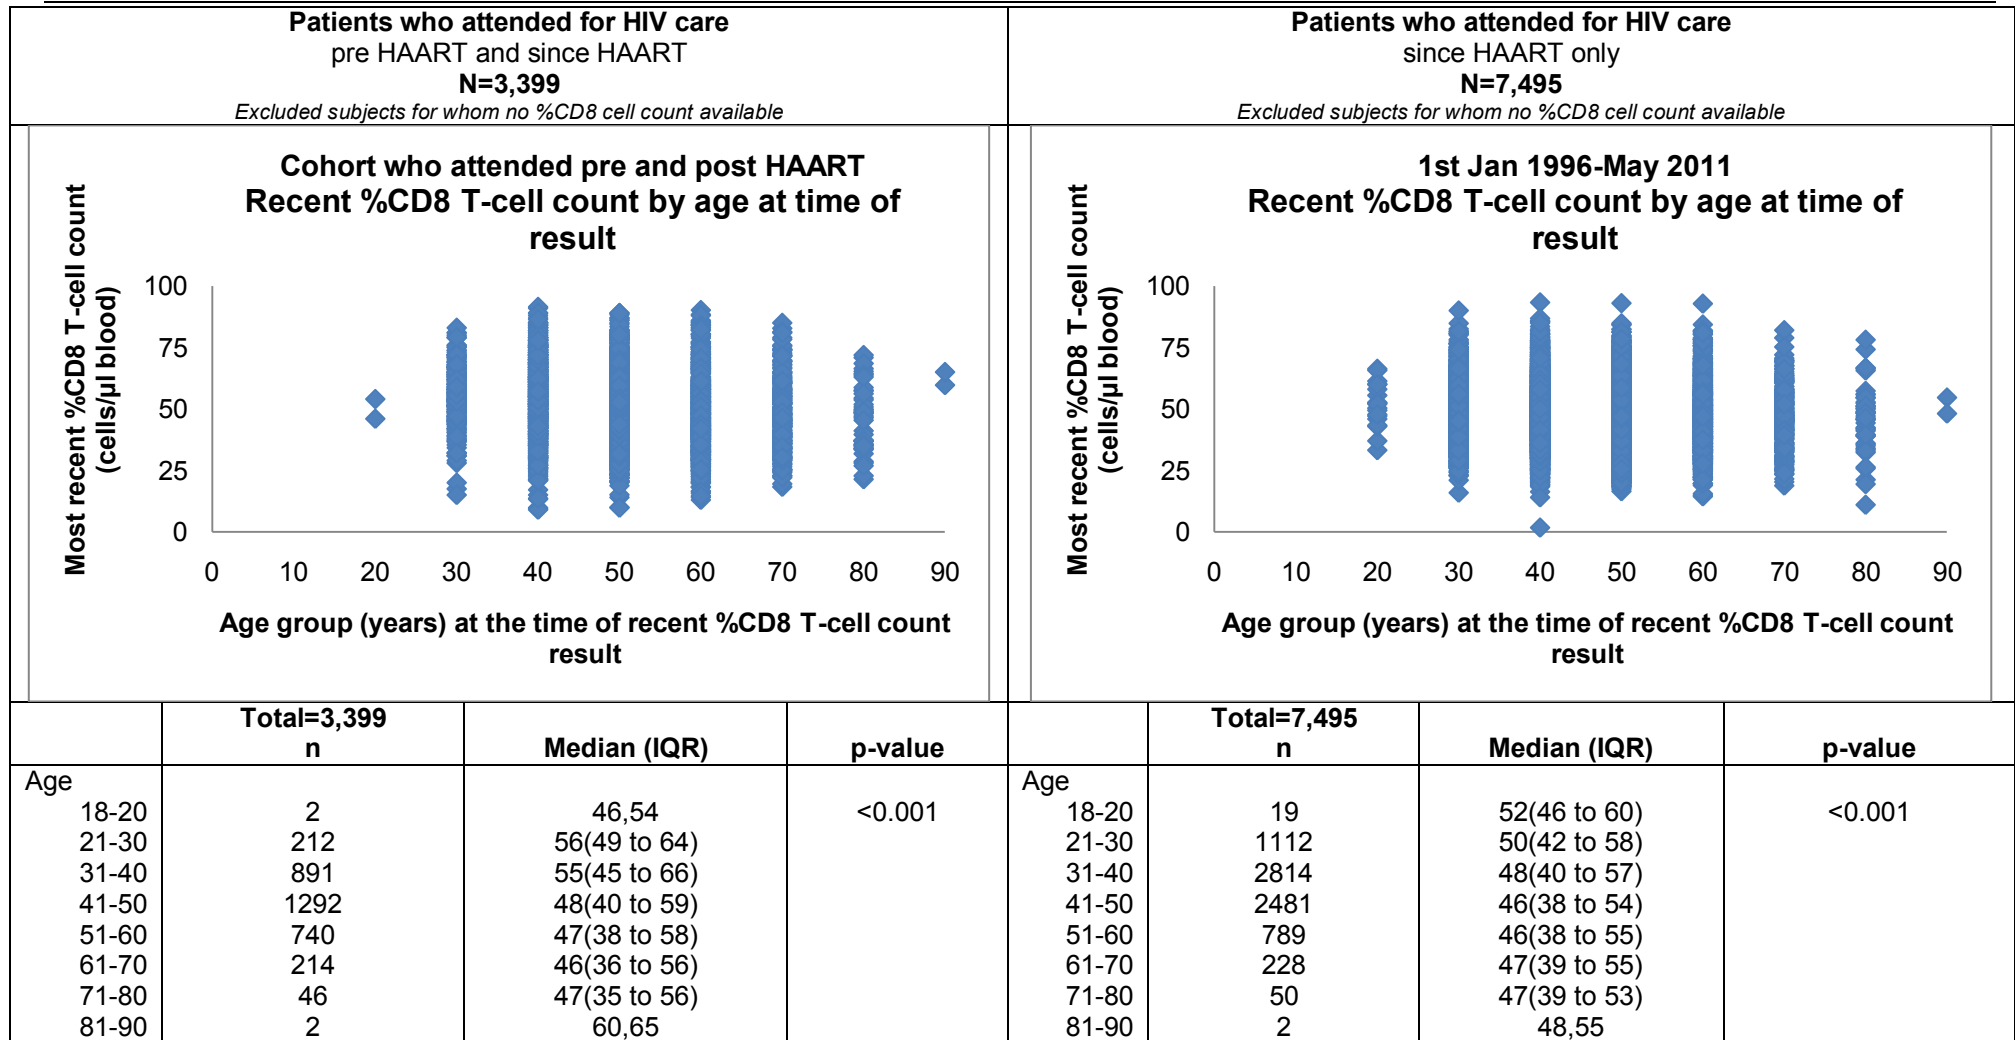 Patients who attended for HIV care
pre HAART and since HAART
N=3,399
Excluded subjects for whom no %CD8 cell count available
Patients who attended for HIV care
since HAART only
N=7,495
Excluded subjects for whom no %CD8 cell count available
Cohort who attended pre and post HAART
Recent %CD8 T-cell count by age at time of
result
Most recent %CD8 T-cell count
(cells/µl blood)
100
75
50
25
0
0 10 20 30 40 50 60 70 80 90
Age group (years) at the time of recent %CD8 T-cell count
result
1st Jan 1996-May 2011
Recent %CD8 T-cell count by age at time of
result
Most recent %CD8 T-cell count
(cells/µl blood)
100
75
50
25
0
0 10 20 30 40 50 60 70 80 90
Age group (years) at the time of recent %CD8 T-cell count
result
Total=3,399
n Median (IQR) p-value
Age
18-20 2 46,54 <0.001
21-30 212 56(49 to 64)
31-40 891 55(45 to 66)
41-50 1292 48(40 to 59)
51-60 740 47(38 to 58)
61-70 214 46(36 to 56)
71-80 46 47(35 to 56)
81-90 2 60,65
Total=7,495
n Median (IQR) p-value
Age
18-20 19 52(46 to 60) <0.001
21-30 1112 50(42 to 58)
31-40 2814 48(40 to 57)
41-50 2481 46(38 to 54)
51-60 789 46(38 to 55)
61-70 228 47(39 to 55)
71-80 50 47(39 to 53)
81-90 2 48,55